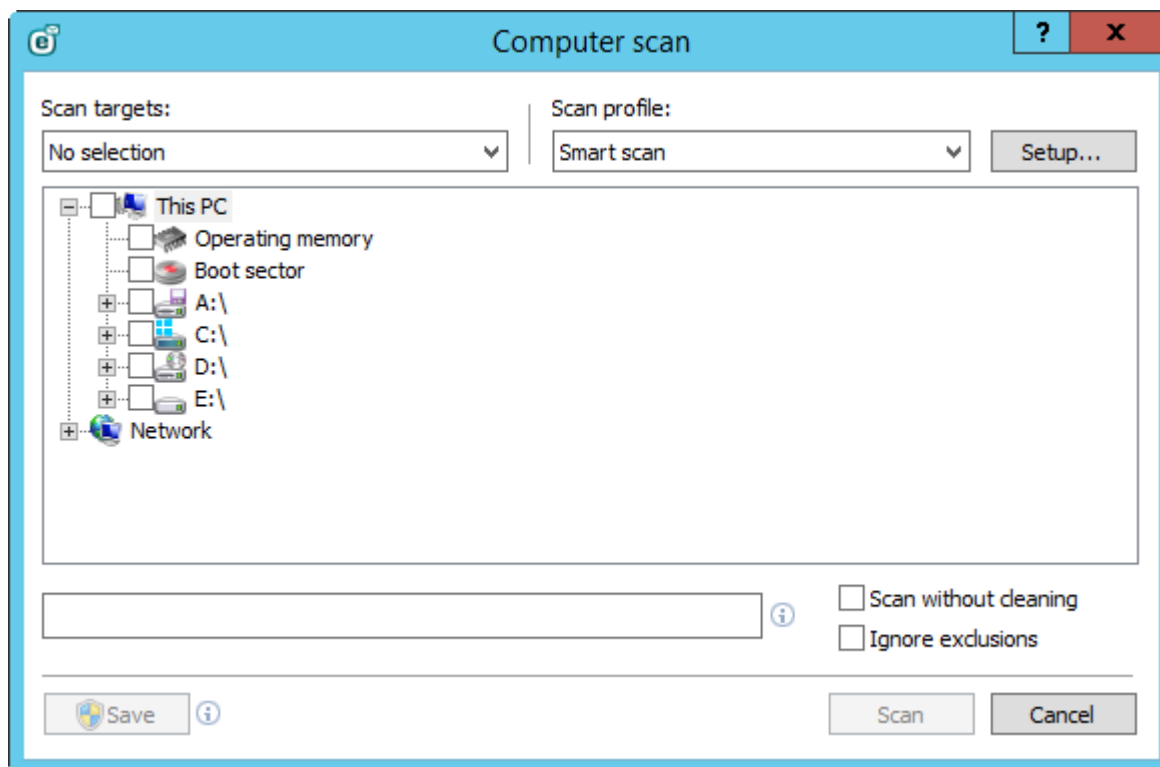 e
Computer scan
?
x
Scan targets:
Scan profile:
No selection
Smart scan
Setup...
This PC
Operating memory
Boot sector
A:\
C:\
D:\
E:\
Network
Scan without cleaning
Ignore exclusions
Save
Scan
Cancel